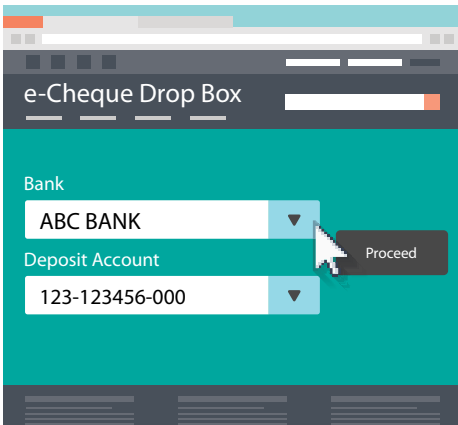 e-Cheque Drop Box
Bank
ABC BANK
Proceed
Deposit Account
123-123456-000